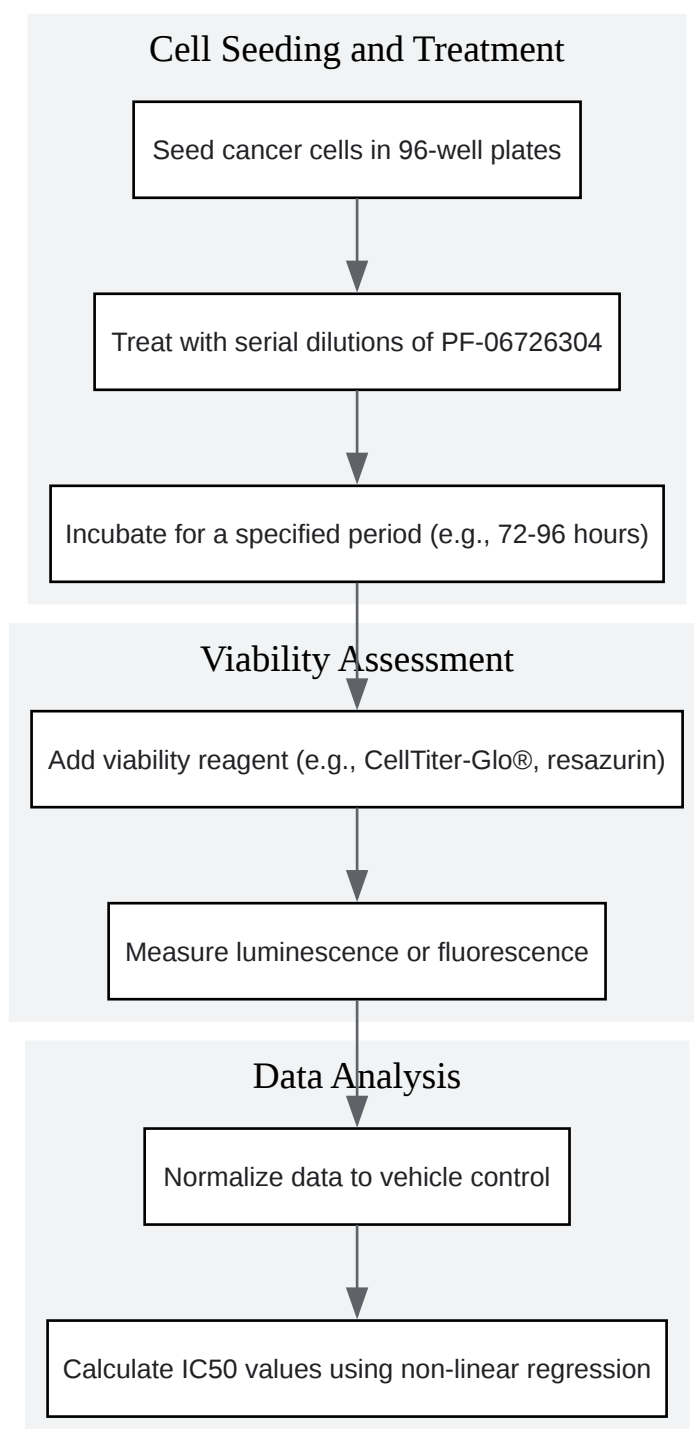 Cell Seeding and Treatment
Seed cancer cells in 96-well plates
Treat with serial dilutions of PF-06726304
Incubate for a specified period (e.g., 72-96 hours)
Viability Assessment
Add viability reagent (e.g., CellTiter-Glo®, resazurin)
Measure luminescence or fluorescence
Data Analysis
Normalize data to vehicle control
Calculate IC50 values using non-linear regression